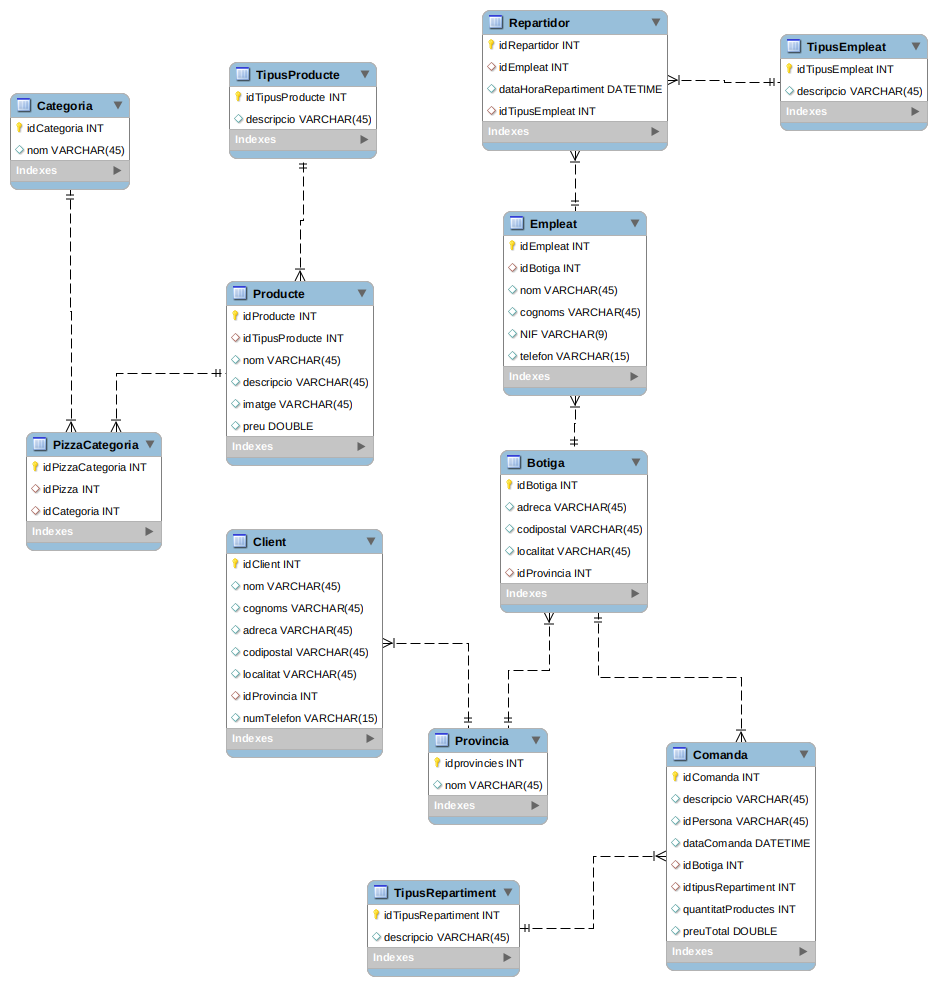 Repartidor
idRepartidor INT
idEmpleat INT
dataHoraRepartiment DATETIME
idTipusEmpleat INT
Indexes
TipusEmpleat
idTipusEmpleat INT
descripcio VARCHAR(45)
Indexes
TipusProducte
idTipusProducte INT
descripcio VARCHAR(45)
Indexes
Categoria
idCategoria INT
nom VARCHAR(45)
Indexes
Empleat
idEmpleat INT
idBotiga INT
nom VARCHAR(45)
cognoms VARCHAR(45)
NIF VARCHAR(9)
telefon VARCHAR(15)
Indexes
Producte
idProducte INT
idTipusProducte INT
nom VARCHAR(45)
descripcio VARCHAR(45)
imatge VARCHAR(45)
preu DOUBLE
Indexes
PizzaCategoria
idPizzaCategoria INT
idPizza INT
idCategoria INT
Indexes
Botiga
idBotiga INT
adreca VARCHAR(45)
codipostal VARCHAR(45)
localitat VARCHAR(45)
idProvincia INT
Indexes
Client
idClient INT
nom VARCHAR(45)
cognoms VARCHAR(45)
adreca VARCHAR(45)
codipostal VARCHAR(45)
localitat VARCHAR(45)
idProvincia INT
numTelefon VARCHAR(15)
Indexes
Provincia
idprovincies INT
nom VARCHAR(45)
Indexes
Comanda
idComanda INT
descripcio VARCHAR(45)
idPersona VARCHAR(45)
dataComanda DATETIME
idBotiga INT
idtipusRepartiment INT
quantitatProductes INT
preuTotal DOUBLE
Indexes
TipusRepartiment
idTipusRepartiment INT
descripcio VARCHAR(45)
Indexes